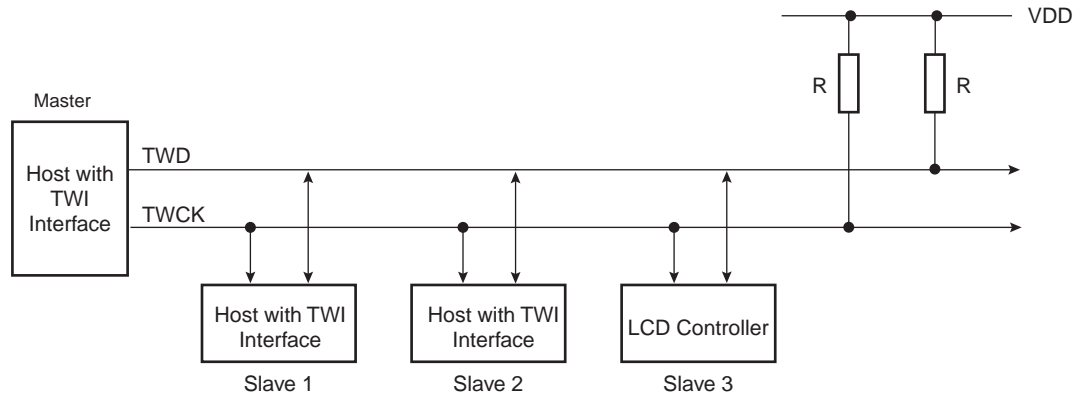 VDD
R
R
Master
Host with
TWI
Interface
TWD
TWCK
Host with TWI
Interface
Host with TWI
Interface
LCD Controller
Slave 1
Slave 2
Slave 3